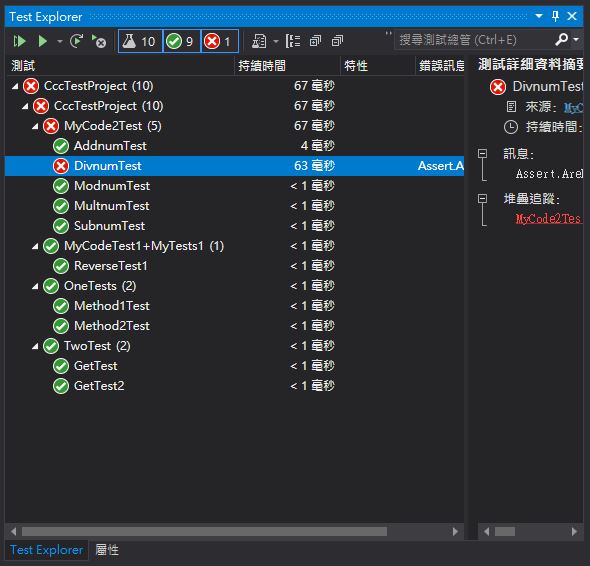 Test Explorer
10 9 1 搜尋測試總管 (Ctrl+E)
測試 持續時間 特性 錯誤訊息
CccTestProject (10) 67 毫秒
CccTestProject (10) 67 毫秒
MyCode2Test (5) 67 毫秒
AddnumTest 4 毫秒
DivnumTest 63 毫秒 Assert.A
ModnumTest < 1 毫秒
MultnumTest < 1 毫秒
SubnumTest < 1 毫秒
MyCodeTest1+MyTests1 (1) < 1 毫秒
ReverseTest1 < 1 毫秒
OneTests (2) < 1 毫秒
Method1Test < 1 毫秒
Method2Test < 1 毫秒
TwoTest (2) < 1 毫秒
GetTest < 1 毫秒
GetTest2 < 1 毫秒
測試詳細資料摘要
DivnumTest
來源: MyC
持續時間:
訊息:
Assert.AreE
堆疊追蹤:
MyCode2Tes
Test Explorer 屬性